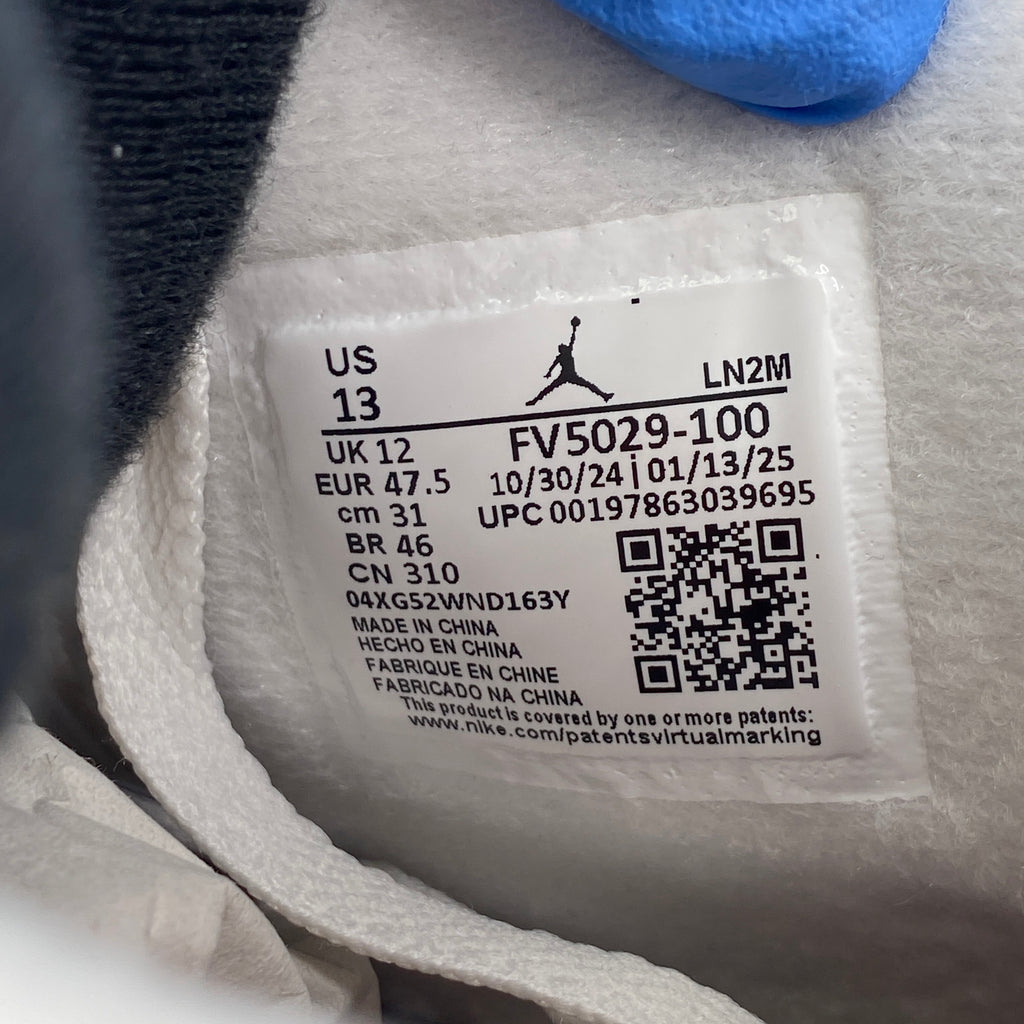 US
13
LN2M
UK 12
FV5029-100
EUR 47.5
10/30/24 | 01/13/25
cm 31
UPC 00197863039695
BR 46
CN 310
04XG52WND163Y
MADE IN CHINA
HECHO EN CHINA
FABRIQUE EN CHINE
FABRICADO NA CHINA
This product is covered by one or more patents:
www.nike.com/patentsvirtualmarking